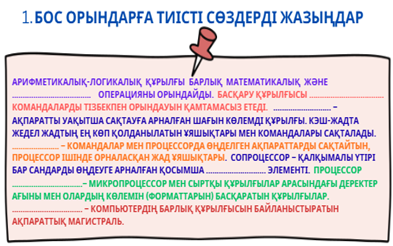 1. БОС ОРЫНДАРҒА ТИІСТІ СӨЗДЕРДІ ЖАЗЫҢДАР
АРИФМЕТИКАЛЫҚ-ЛОГИКАЛЫҚ ҚҰРЫЛҒЫ БАРЛЫҚ МАТЕМАТИКАЛЫҚ ЖӘНЕ
................................... ОПЕРАЦИЯНЫ ОРЫНДАЙДЫ. БАСҚАРУ ҚҰРЫЛҒЫСЫ ...................................
КОМАНДАЛАРДЫ ТІЗБЕКПЕН ОРЫНДАУЫН ҚАМТАМАСЫЗ ЕТЕДІ. ........................... –
АҚПАРАТТЫ УАҚЫТША САҚТАУҒА АРНАЛҒАН ШАҒЫН КӨЛЕМДІ ҚҰРЫЛҒЫ. КЭШ-ЖАДТА
ЖЕДЕЛ ЖАДТЫҢ ЕҢ КӨП ҚОЛДАНЫЛАТЫН ҰЯШЫҚТАРЫ МЕН КОМАНДАЛАРЫ САҚТАЛАДЫ.
...................... – КОМАНДАЛАР МЕН ПРОЦЕССОРДА ӨҢДЕЛГЕН АҚПАРАТТАРДЫ САҚТАЙТЫН,
ПРОЦЕССОР ІШІНДЕ ОРНАЛАСҚАН ЖАД ҰЯШЫҚТАРЫ. СОПРОЦЕССОР – ҚАЛҚЫМАЛЫ ҮТІРІ
БАР САНДАРДЫ ӨҢДЕУГЕ АРНАЛҒАН ҚОСЫМША ............................ ЭЛЕМЕНТІ. ПРОЦЕССОР
................................– МИКРОПРОЦЕССОР МЕН СЫРТҚЫ ҚҰРЫЛҒЫЛАР АРАСЫНДАҒЫ ДЕРЕКТЕР
АҒЫНЫ МЕН ОЛАРДЫҢ КӨЛЕМІН (ФОРМАТТАРЫН) БАСҚАРАТЫН ҚҰРЫЛҒЫЛАР.
................................ – КОМПЬЮТЕРДІҢ БАРЛЫҚ ҚҰРЫЛҒЫСЫН БАЙЛАНЫСТЫРАТЫН
АҚПАРАТТЫҚ МАГИСТРАЛЬ.